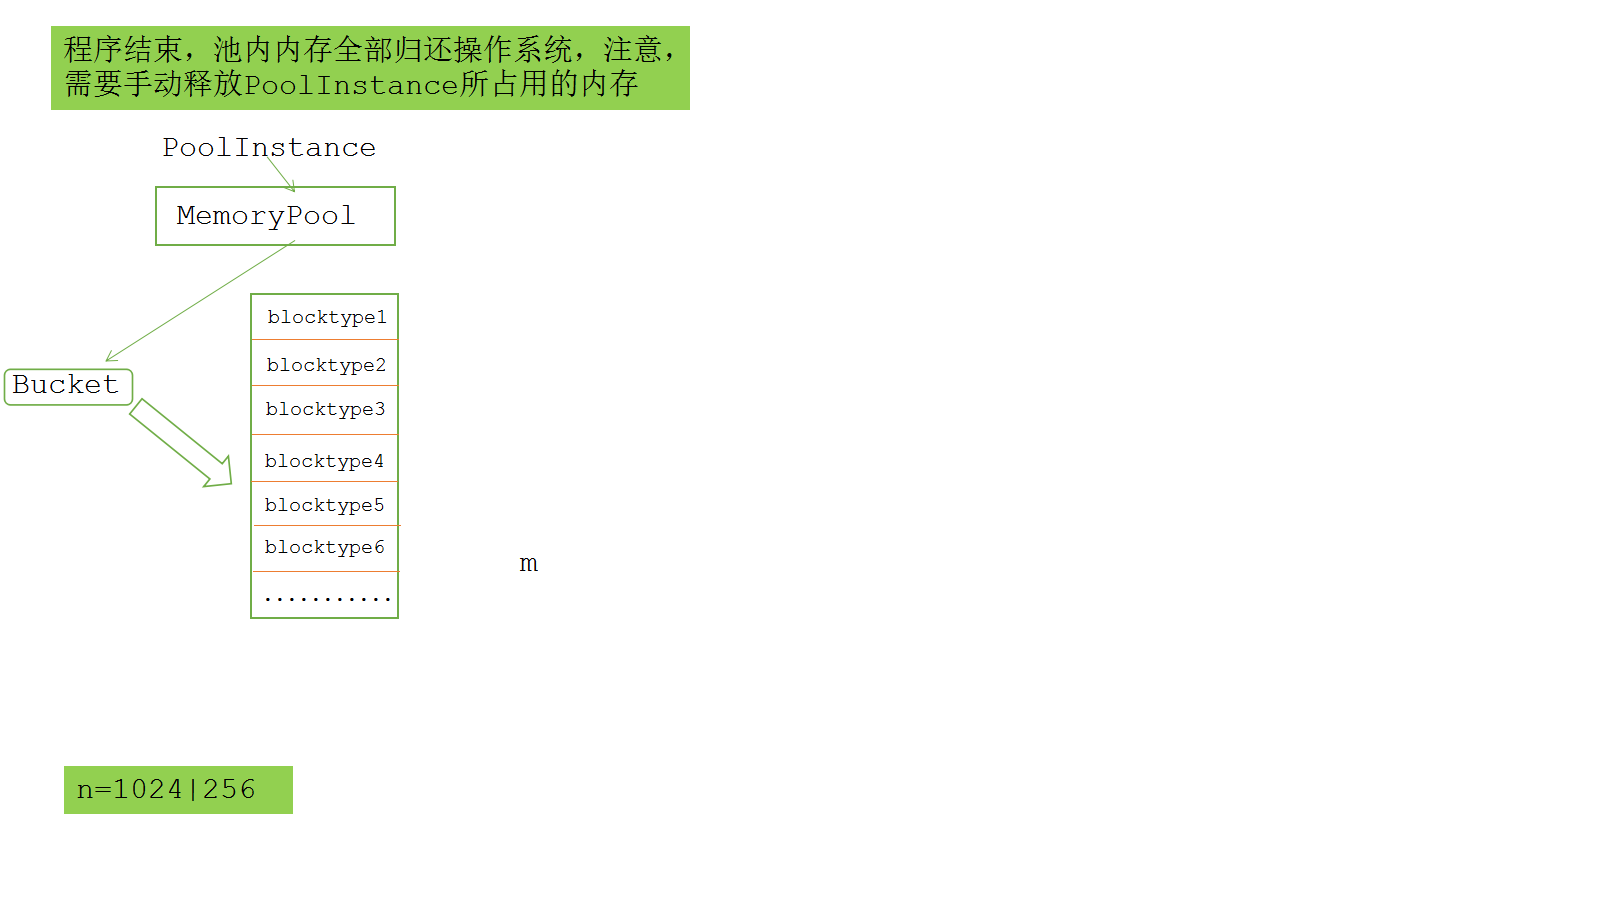 程序结束，池内内存全部归还操作系统，注意，
需要手动释放PoolInstance所占用的内存
PoolInstance
MemoryPool
blocktype1
blocktype2
Bucket
blocktype3
blocktype4
blocktype5
blocktype6
m
...........
n=1024|256